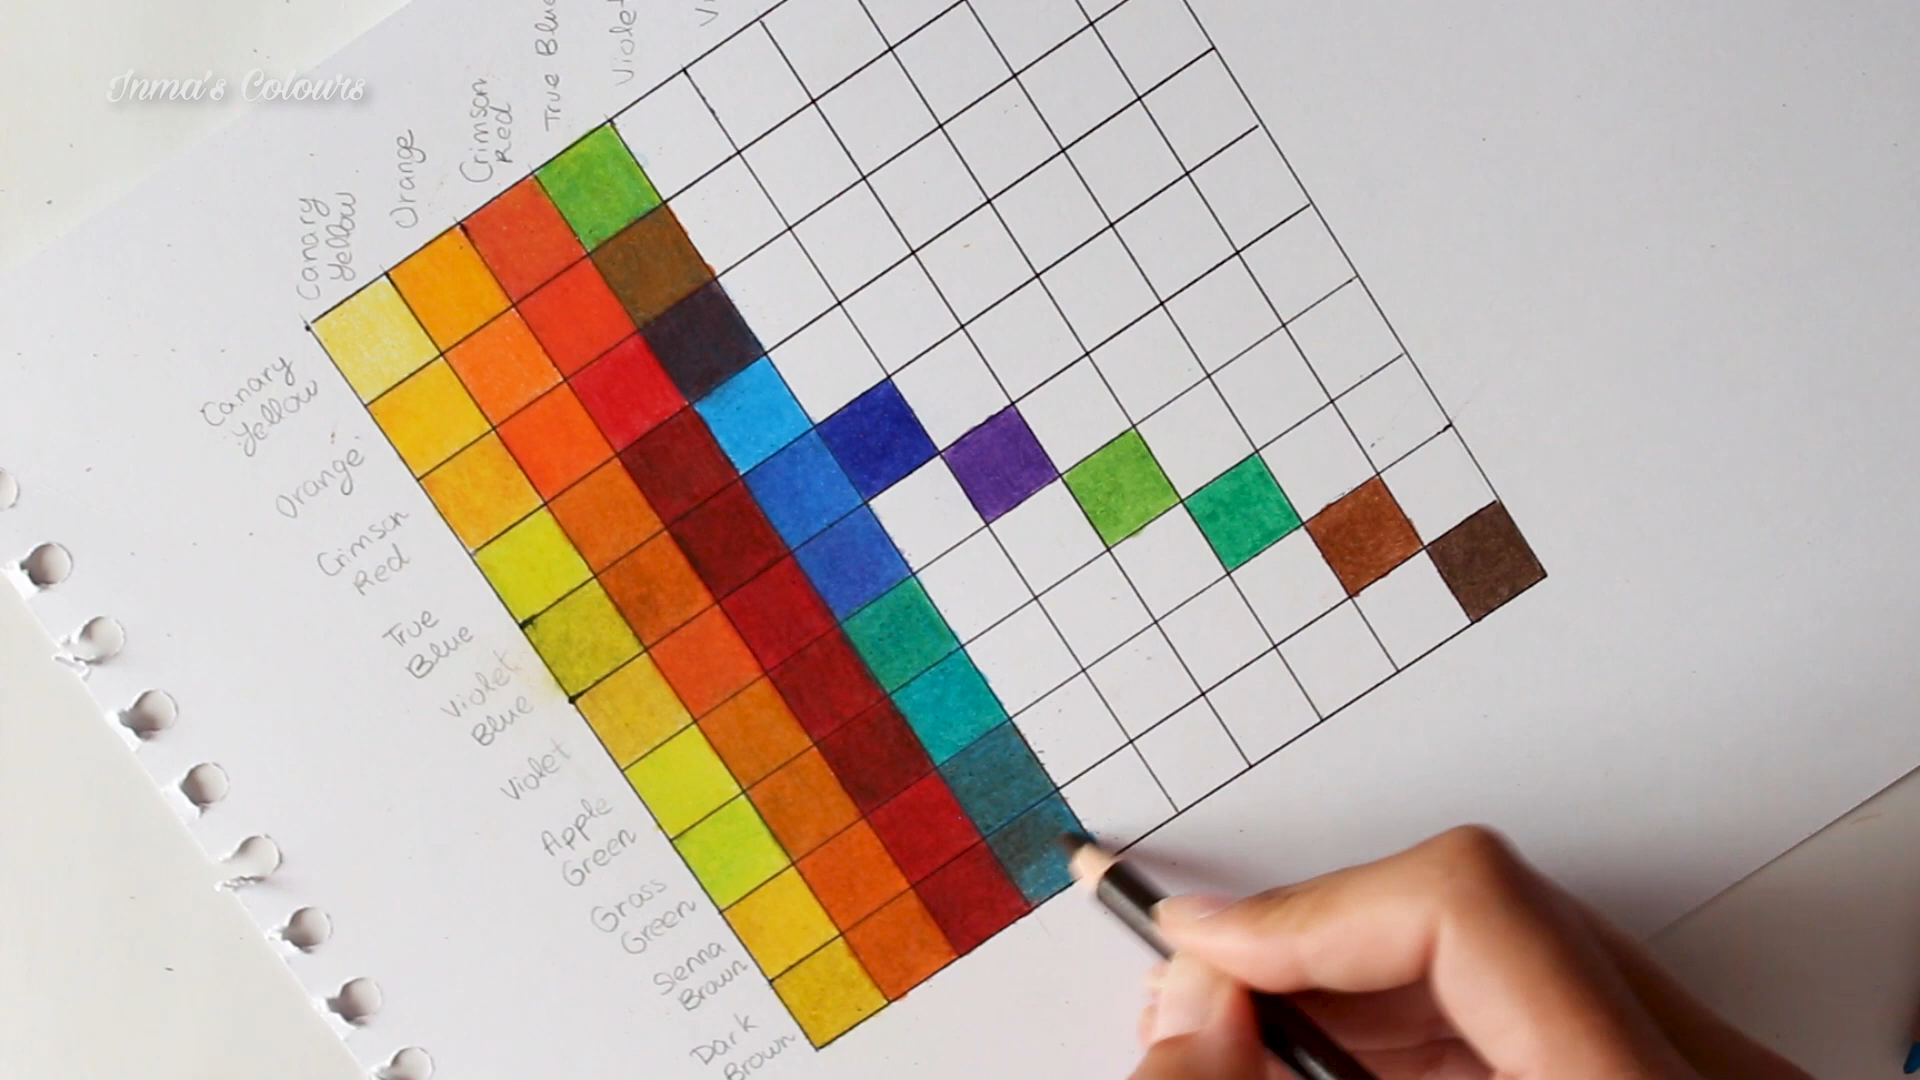 Inma's Colours
Canary
Yellow
Orange
Crimson
Red
True Blue
Violet
Canary
Yellow
Orange
Crimson
Red
True
Blue
Violet
Blue
Violet
Apple
Green
Grass
Green
Sienna
Brown
Dark
Brown